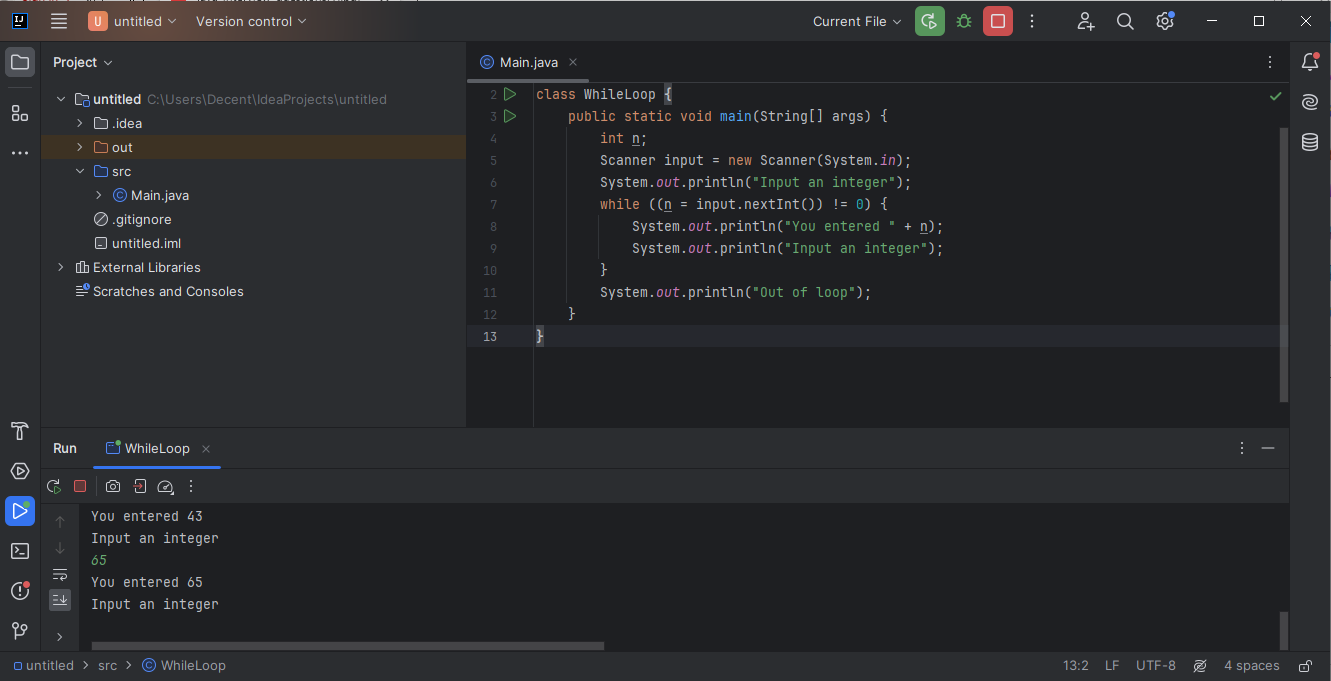 IJ U untitled Version control Current File
Project
Main.java
untitled C:\Users\Decent\IdeaProjects\untitled
.idea
out
src
Main.java
.gitignore
untitled.iml
External Libraries
Scratches and Consoles
2 class WhileLoop {
3 public static void main(String[] args) {
4 int n;
5 Scanner input = new Scanner(System.in);
6 System.out.println("Input an integer");
7 while ((n = input.nextInt()) != 0) {
8 System.out.println("You entered " + n);
9 System.out.println("Input an integer");
10 }
11 System.out.println("Out of loop");
12 }
13 }
Run WhileLoop
You entered 43
Input an integer
65
You entered 65
Input an integer
untitled > src > WhileLoop 13:2 LF UTF-8 4 spaces